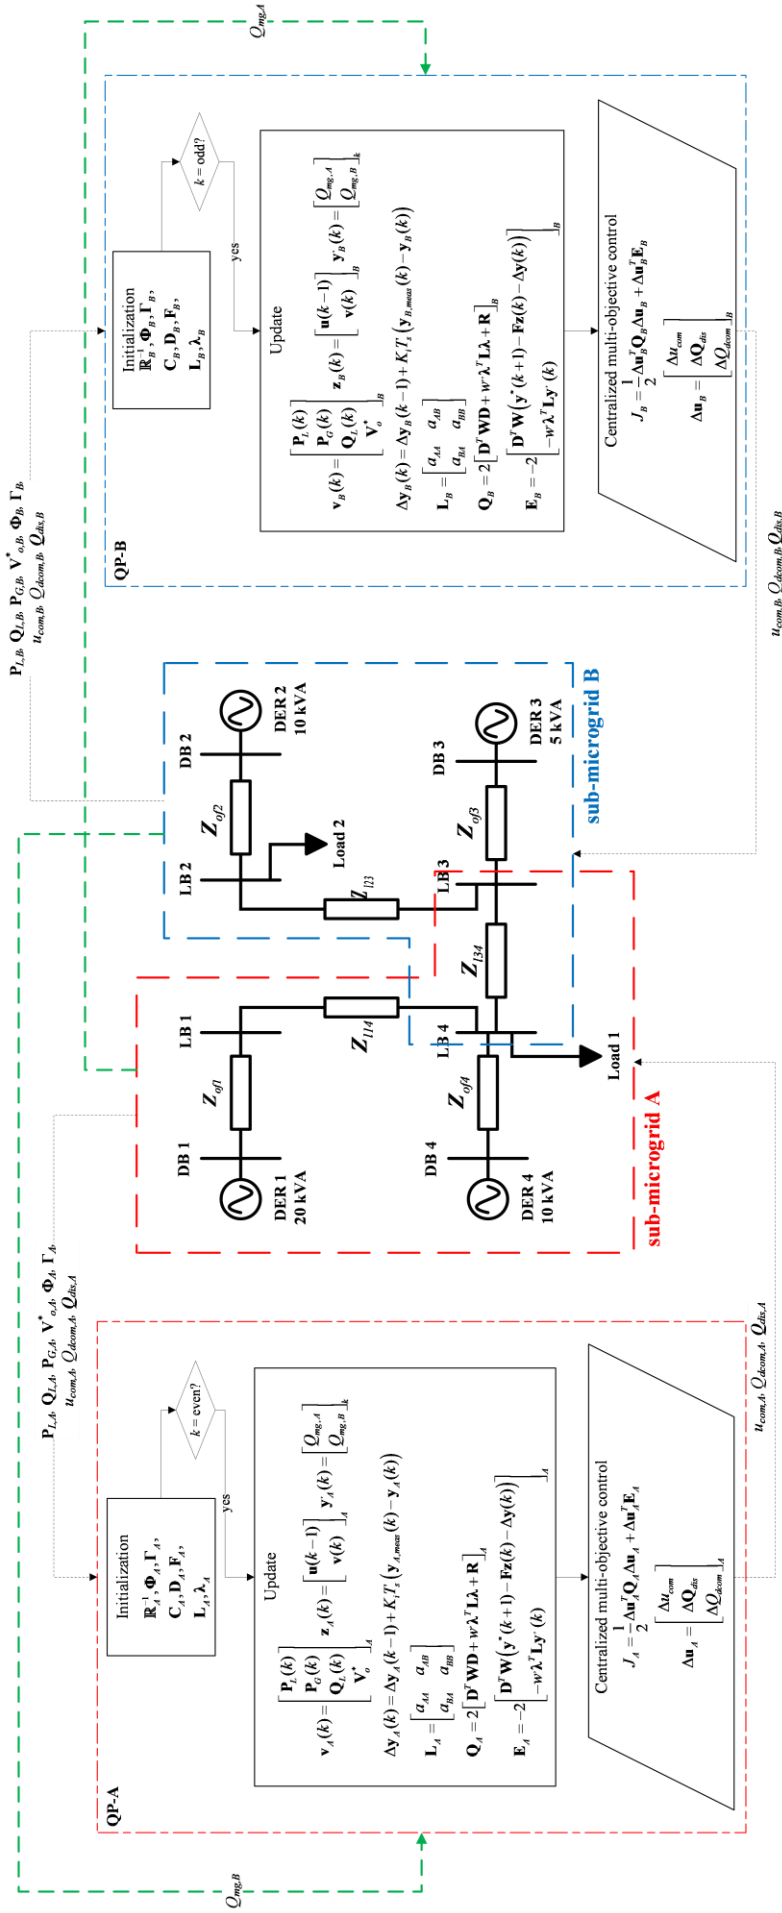 Q_mg,B
Q_mg,A
P_L,A, Q_L,A, P_G,A, V*_o,A, Φ_A, Γ_A,
u_com,A, Q_dcom,A, Q_dis,A
P_L,B, Q_L,B, P_G,B, V*_o,B, Φ_B, Γ_B,
u_com,B, Q_dcom,B, Q_dis,B
QP-A
Initialization
ℝ_A^-1, Φ_A, Γ_A,
C_A, D_A, F_A,
L_A, λ_A
k = even?
yes
Update
v_A(k) = [P_L(k) P_G(k) Q_L(k) V_o^*]_A z_A(k) = [u(k−1) v(k)]_A y'_A(k) = [Q_mg,A Q_mg,B]_k
Δy_A(k) = Δy_A(k−1) + K_I T_s (y_A,meas(k) − y_A(k))
L_A = [a_AA a_AB a_BA a_BB]
Q_A = 2[D^T WD + w'λ^T Lλ + R]_A
E_A = −2[D^T W(y^*(k+1) − Fz(k) − Δy(k)) −w'λ^T Ly'(k)]_A
Centralized multi-objective control
J_A = 1/2 Δu_A^T Q_A Δu_A + Δu_A^T E_A
Δu_A = [Δu_com ΔQ_dis ΔQ_dcom]_A
u_com,A, Q_dcom,A, Q_dis,A
DB 1
Z_of1
LB 1
DER 1
20 kVA
Z_l14
DB 4
Z_of4
LB 4
DER 4
10 kVA
Load 1
sub-microgrid A
LB 2
Z_of2
DB 2
DER 2
10 kVA
Load 2
Z_l23
Z_l34
LB 3
Z_of3
DB 3
DER 3
5 kVA
sub-microgrid B
QP-B
Initialization
ℝ_B^-1, Φ_B, Γ_B,
C_B, D_B, F_B,
L_B, λ_B
k = odd?
yes
Update
v_B(k) = [P_L(k) P_G(k) Q_L(k) V_o^*]_B z_B(k) = [u(k−1) v(k)]_B y'_B(k) = [Q_mg,A Q_mg,B]_k
Δy_B(k) = Δy_B(k−1) + K_I T_s (y_B,meas(k) − y_B(k))
L_B = [a_AA a_AB a_BA a_BB]
Q_B = 2[D^T WD + w'λ^T Lλ + R]_B
E_B = −2[D^T W(y^*(k+1) − Fz(k) − Δy(k)) −w'λ^T Ly'(k)]_B
Centralized multi-objective control
J_B = 1/2 Δu_B^T Q_B Δu_B + Δu_B^T E_B
Δu_B = [Δu_com ΔQ_dis ΔQ_dcom]_B
u_com,B, Q_dcom,B, Q_dis,B